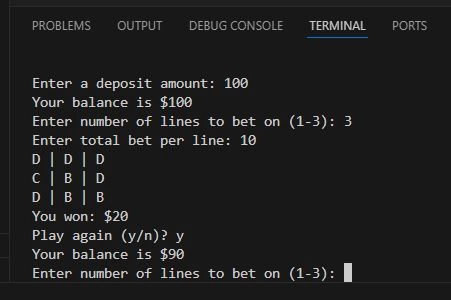 PROBLEMS OUTPUT DEBUG CONSOLE TERMINAL PORTS
Enter a deposit amount: 100
Your balance is $100
Enter number of lines to bet on (1-3): 3
Enter total bet per line: 10
D | D | D
C | B | D
D | B | B
You won: $20
Play again (y/n)? y
Your balance is $90
Enter number of lines to bet on (1-3):